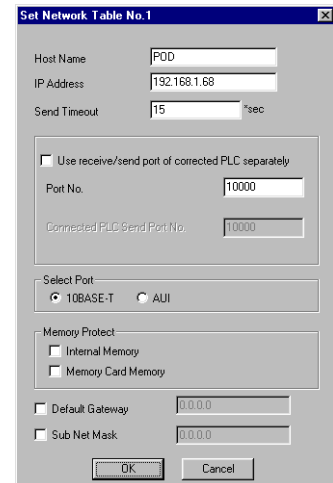 Set Network Table No.1
Host Name POD
IP Address 192.168.1.68
Send Timeout 15 *sec
Use receive/send port of corrected PLC separately
Port No. 10000
Connected PLC Send Port No. 10000
Select Port
10BASE-T AUI
Memory Protect
Internal Memory
Memory Card Memory
Default Gateway 0.0.0.0
Sub Net Mask 0.0.0.0
OK Cancel